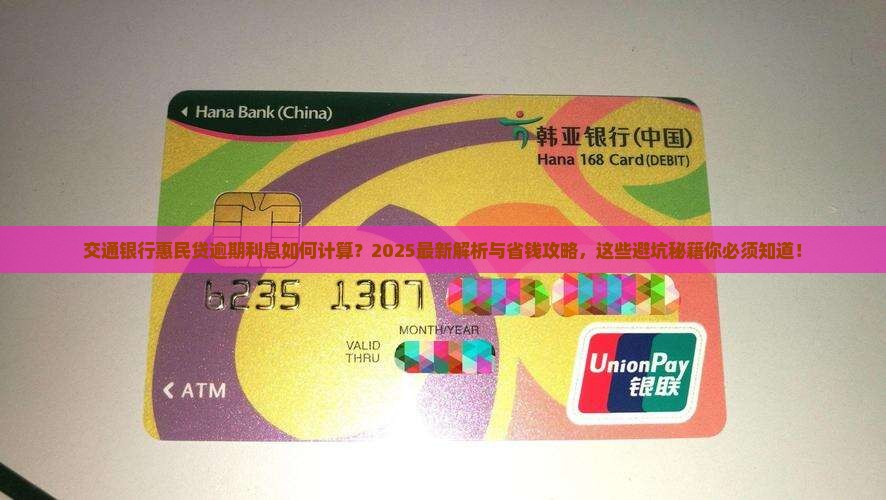 Hana Bank (China)
韩亚银行(中国)
Hana 168 Card(DEBIT)
交通银行惠民贷逾期利息如何计算？2025最新解析与省钱攻略，这些避坑秘籍你必须知道！
6235 1307
MONTH/YEAR
VALID
THRU
ATM
UnionPay
银联